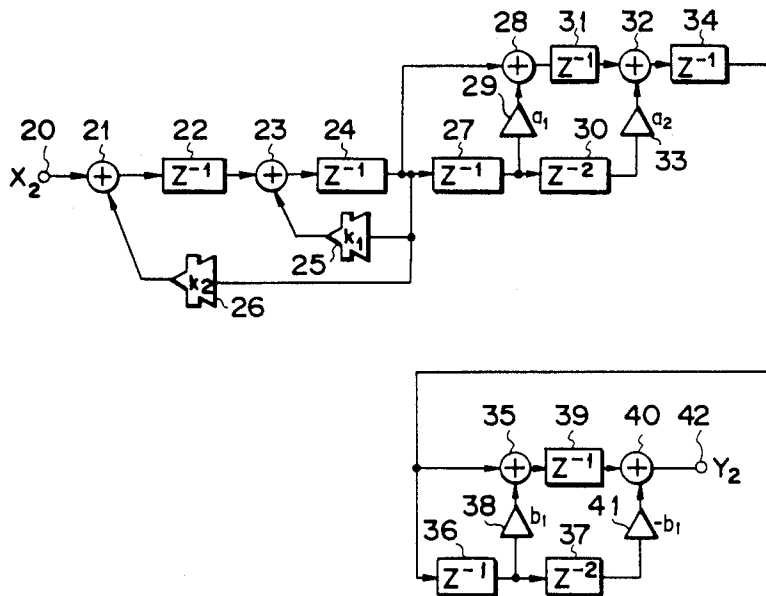 28 31 32 34
29 Z⁻¹ Z⁻¹
20 21 22 23 24 27 a₁ 30 a₂ 33
X₂ Z⁻¹ Z⁻¹ Z⁻¹ Z⁻²
25 k₁
k₂ 26
35 39 40 42
Z⁻¹ Y₂
36 38 b₁ 37 41 -b₁
Z⁻¹ Z⁻²